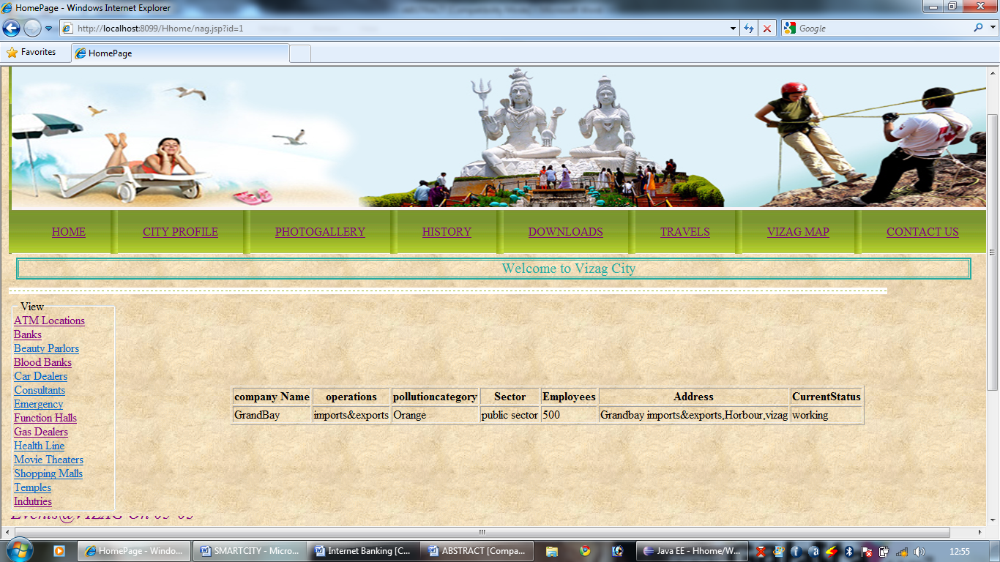 HomePage - Windows Internet Explorer
http://localhost:8099/Hhome/nag.jsp?id=1
Google
Favorites
HomePage
HOME CITY PROFILE PHOTOGALLERY HISTORY DOWNLOADS TRAVELS VIZAG MAP CONTACT US
Welcome to Vizag City
View
ATM Locations
Banks
Beauty Parlors
Blood Banks
Car Dealers
Consultants
Emergency
Function Halls
Gas Dealers
Health Line
Movie Theaters
Shopping Malls
Temples
Indutries
company Name operations pollutioncategory Sector Employees Address CurrentStatus
GrandBay imports&exports Orange public sector 500 Grandbay imports&exports,Horbour,vizag working
Events@VIZAG On 05-05
HomePage - Windo... SMARTCITY - Micro... Internet Banking [C... ABSTRACT [Compa... Java EE - Hhome/W... 12:55